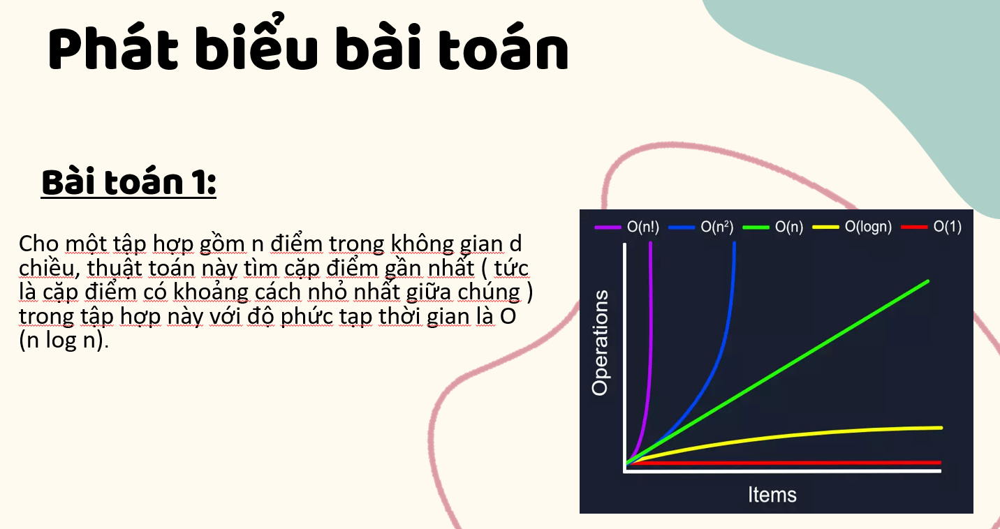 Phát biểu bài toán
Bài toán 1:
Cho một tập hợp gồm n điểm trong không gian d
chiều, thuật toán này tìm cặp điểm gần nhất ( tức
là cặp điểm có khoảng cách nhỏ nhất giữa chúng )
trong tập hợp này với độ phức tạp thời gian là O
(n log n).
O(n!) O(n²) O(n) O(logn) O(1)
Operations
Items